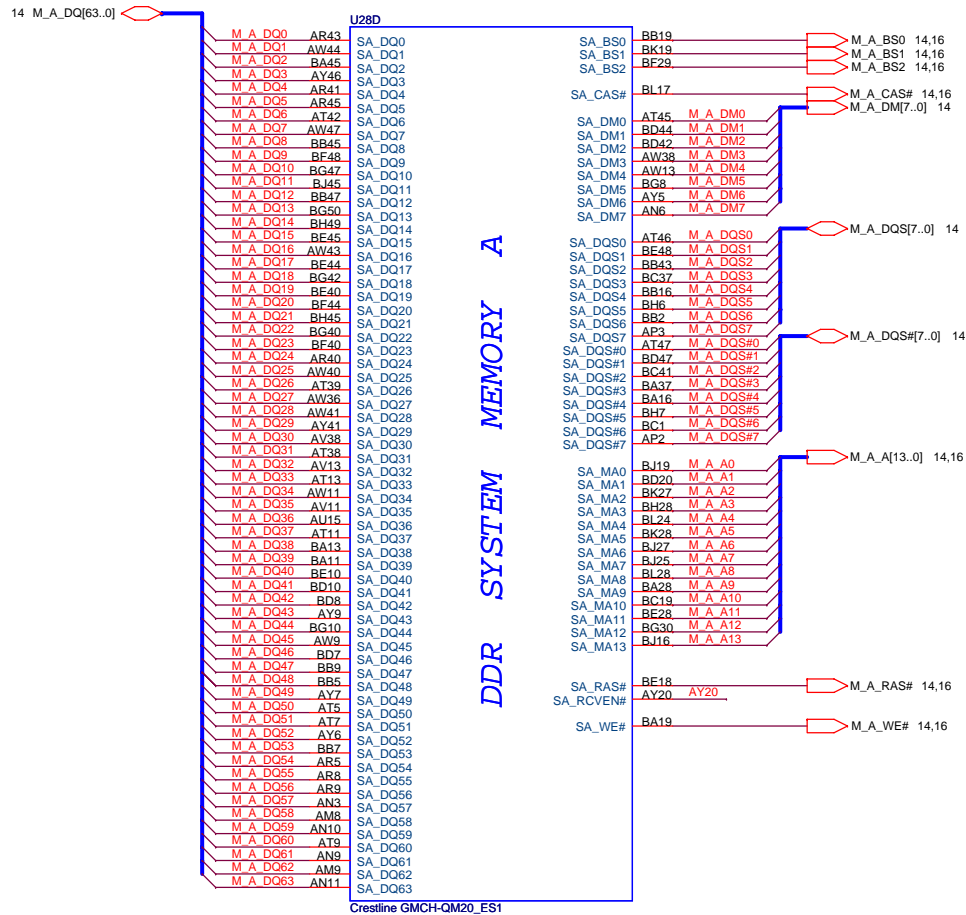 14 M_A_DQ[63..0]
U28D
M_A_DQ0 AR43 SA_DQ0
M_A_DQ1 AW44 SA_DQ1
M_A_DQ2 BA45 SA_DQ2
M_A_DQ3 AY46 SA_DQ3
M_A_DQ4 AR41 SA_DQ4
M_A_DQ5 AR45 SA_DQ5
M_A_DQ6 AT42 SA_DQ6
M_A_DQ7 AW47 SA_DQ7
M_A_DQ8 BB45 SA_DQ8
M_A_DQ9 BF48 SA_DQ9
M_A_DQ10 BG47 SA_DQ10
M_A_DQ11 BJ45 SA_DQ11
M_A_DQ12 BB47 SA_DQ12
M_A_DQ13 BG50 SA_DQ13
M_A_DQ14 BH49 SA_DQ14
M_A_DQ15 BE45 SA_DQ15
M_A_DQ16 AW43 SA_DQ16
M_A_DQ17 BE44 SA_DQ17
M_A_DQ18 BG42 SA_DQ18
M_A_DQ19 BE40 SA_DQ19
M_A_DQ20 BF44 SA_DQ20
M_A_DQ21 BH45 SA_DQ21
M_A_DQ22 BG40 SA_DQ22
M_A_DQ23 BF40 SA_DQ23
M_A_DQ24 AR40 SA_DQ24
M_A_DQ25 AW40 SA_DQ25
M_A_DQ26 AT39 SA_DQ26
M_A_DQ27 AW36 SA_DQ27
M_A_DQ28 AW41 SA_DQ28
M_A_DQ29 AY41 SA_DQ29
M_A_DQ30 AV38 SA_DQ30
M_A_DQ31 AT38 SA_DQ31
M_A_DQ32 AV13 SA_DQ32
M_A_DQ33 AT13 SA_DQ33
M_A_DQ34 AW11 SA_DQ34
M_A_DQ35 AV11 SA_DQ35
M_A_DQ36 AU15 SA_DQ36
M_A_DQ37 AT11 SA_DQ37
M_A_DQ38 BA13 SA_DQ38
M_A_DQ39 BA11 SA_DQ39
M_A_DQ40 BE10 SA_DQ40
M_A_DQ41 BD10 SA_DQ41
M_A_DQ42 BD8 SA_DQ42
M_A_DQ43 AY9 SA_DQ43
M_A_DQ44 BG10 SA_DQ44
M_A_DQ45 AW9 SA_DQ45
M_A_DQ46 BD7 SA_DQ46
M_A_DQ47 BB9 SA_DQ47
M_A_DQ48 BB5 SA_DQ48
M_A_DQ49 AY7 SA_DQ49
M_A_DQ50 AT5 SA_DQ50
M_A_DQ51 AT7 SA_DQ51
M_A_DQ52 AY6 SA_DQ52
M_A_DQ53 BB7 SA_DQ53
M_A_DQ54 AR5 SA_DQ54
M_A_DQ55 AR8 SA_DQ55
M_A_DQ56 AR9 SA_DQ56
M_A_DQ57 AN3 SA_DQ57
M_A_DQ58 AM8 SA_DQ58
M_A_DQ59 AN10 SA_DQ59
M_A_DQ60 AT9 SA_DQ60
M_A_DQ61 AN9 SA_DQ61
M_A_DQ62 AM9 SA_DQ62
M_A_DQ63 AN11 SA_DQ63
DDR SYSTEM MEMORY A
SA_BS0 BB19 M_A_BS0 14,16
SA_BS1 BK19 M_A_BS1 14,16
SA_BS2 BF29 M_A_BS2 14,16
SA_CAS# BL17 M_A_CAS# 14,16
M_A_DM[7..0] 14
SA_DM0 AT45 M_A_DM0
SA_DM1 BD44 M_A_DM1
SA_DM2 BD42 M_A_DM2
SA_DM3 AW38 M_A_DM3
SA_DM4 AW13 M_A_DM4
SA_DM5 BG8 M_A_DM5
SA_DM6 AY5 M_A_DM6
SA_DM7 AN6 M_A_DM7
M_A_DQS[7..0] 14
SA_DQS0 AT46 M_A_DQS0
SA_DQS1 BE48 M_A_DQS1
SA_DQS2 BB43 M_A_DQS2
SA_DQS3 BC37 M_A_DQS3
SA_DQS4 BB16 M_A_DQS4
SA_DQS5 BH6 M_A_DQS5
SA_DQS6 BB2 M_A_DQS6
SA_DQS7 AP3 M_A_DQS7
M_A_DQS#[7..0] 14
SA_DQS#0 AT47 M_A_DQS#0
SA_DQS#1 BD47 M_A_DQS#1
SA_DQS#2 BC41 M_A_DQS#2
SA_DQS#3 BA37 M_A_DQS#3
SA_DQS#4 BA16 M_A_DQS#4
SA_DQS#5 BH7 M_A_DQS#5
SA_DQS#6 BC1 M_A_DQS#6
SA_DQS#7 AP2 M_A_DQS#7
M_A_A[13..0] 14,16
SA_MA0 BJ19 M_A_A0
SA_MA1 BD20 M_A_A1
SA_MA2 BK27 M_A_A2
SA_MA3 BH28 M_A_A3
SA_MA4 BL24 M_A_A4
SA_MA5 BK28 M_A_A5
SA_MA6 BJ27 M_A_A6
SA_MA7 BJ25 M_A_A7
SA_MA8 BL28 M_A_A8
SA_MA9 BA28 M_A_A9
SA_MA10 BC19 M_A_A10
SA_MA11 BE28 M_A_A11
SA_MA12 BG30 M_A_A12
SA_MA13 BJ16 M_A_A13
SA_RAS# BE18 M_A_RAS# 14,16
SA_RCVEN# AY20 AY20
SA_WE# BA19 M_A_WE# 14,16
Crestline GMCH-QM20_ES1